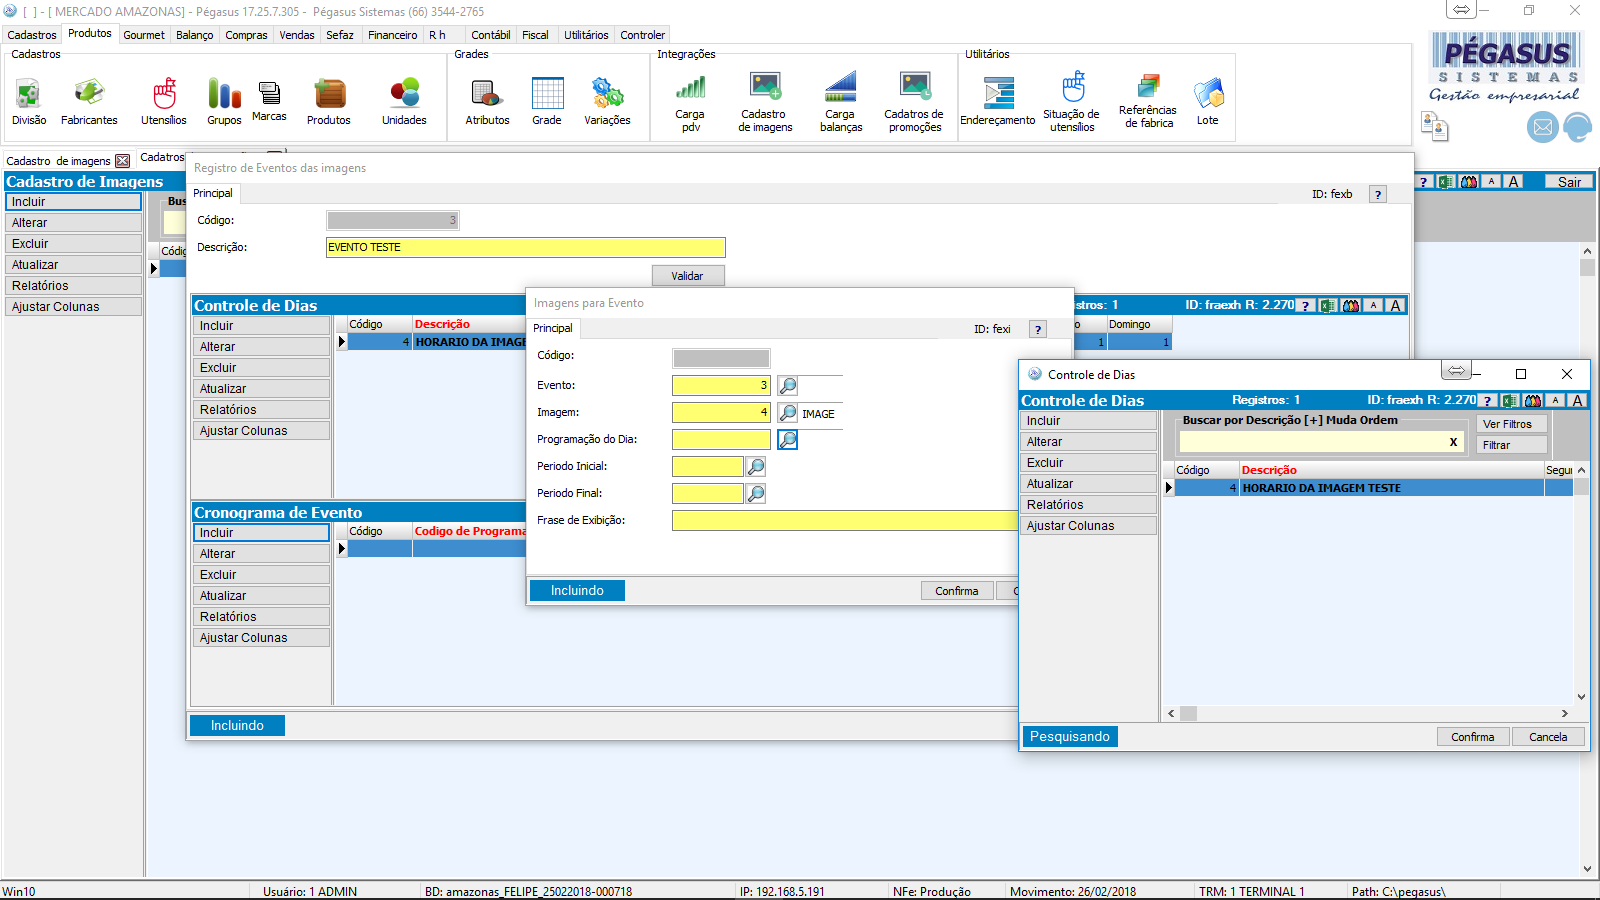 [ ] - [ MERCADO AMAZONAS] - Pégasus 17.25.7.305 - Pégasus Sistemas (66) 3544-2765
Cadastros Produtos Gourmet Balanço Compras Vendas Sefaz Financeiro R h Contábil Fiscal Utilitários Controler
Cadastros Grades Integrações Utilitários
Divisão Fabricantes Utensílios Grupos Marcas Produtos Unidades Atributos Grade Variações
Carga pdv
Cadastro de imagens
Carga balanças
Cadatros de promoções
Endereçamento
Situação de utensílios
Referências de fabrica
Lote
PÉGASUS
SISTEMAS
Gestão empresarial
Cadastro de imagens Cadatros
Cadastro de Imagens
? A A Sair
Incluir
Alterar
Excluir
Atualizar
Relatórios
Ajustar Colunas
Bus
Códig
Registro de Eventos das imagens
Principal ID: fexb ?
Código: 3
Descrição: EVENTO TESTE
Validar
Controle de Dias stros: 1 ID: fraexh R: 2.270 ? A A
Incluir
Alterar
Excluir
Atualizar
Relatórios
Ajustar Colunas
Código Descrição o Domingo
4 HORARIO DA IMAGE 1 1
Cronograma de Evento
Incluir
Alterar
Excluir
Atualizar
Relatórios
Ajustar Colunas
Código Codigo de Programa
Incluindo
Imagens para Evento
Principal ID: fexi ?
Código:
Evento: 3
Imagem: 4 IMAGE
Programação do Dia:
Periodo Inicial:
Periodo Final:
Frase de Exibição:
Incluindo Confirma C
Controle de Dias
Controle de Dias Registros: 1 ID: fraexh R: 2.270 ? A A
Incluir
Alterar
Excluir
Atualizar
Relatórios
Ajustar Colunas
Buscar por Descrição [+] Muda Ordem
X
Ver Filtros
Filtrar
Código Descrição Segu
4 HORARIO DA IMAGEM TESTE
Pesquisando Confirma Cancela
Win10 Usuário: 1 ADMIN BD: amazonas_FELIPE_25022018-000718 IP: 192.168.5.191 NFe: Produção Movimento: 26/02/2018 TRM: 1 TERMINAL 1 Path: C:\pegasus\